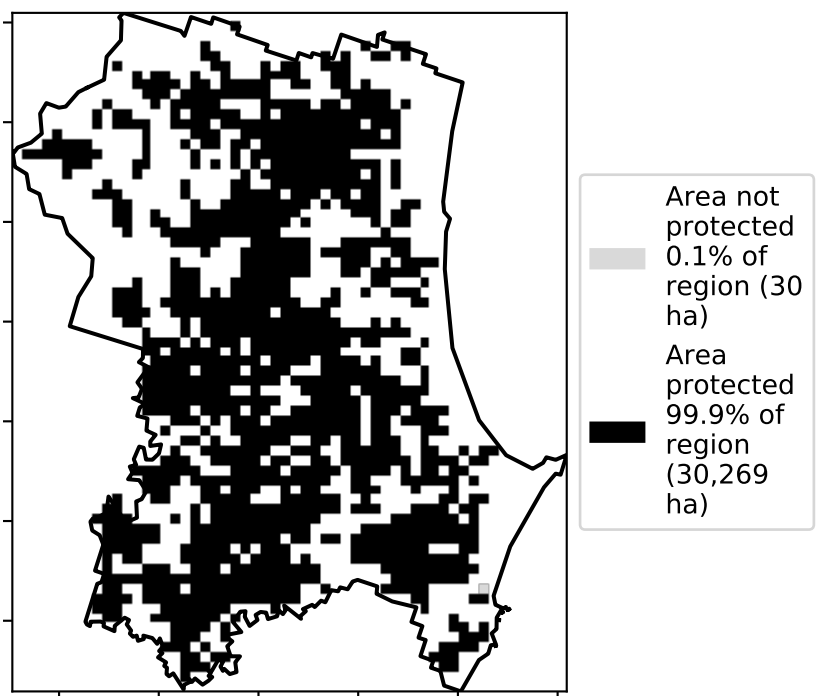 Area not
protected
0.1% of
region (30
ha)
Area
protected
99.9% of
region
(30,269
ha)